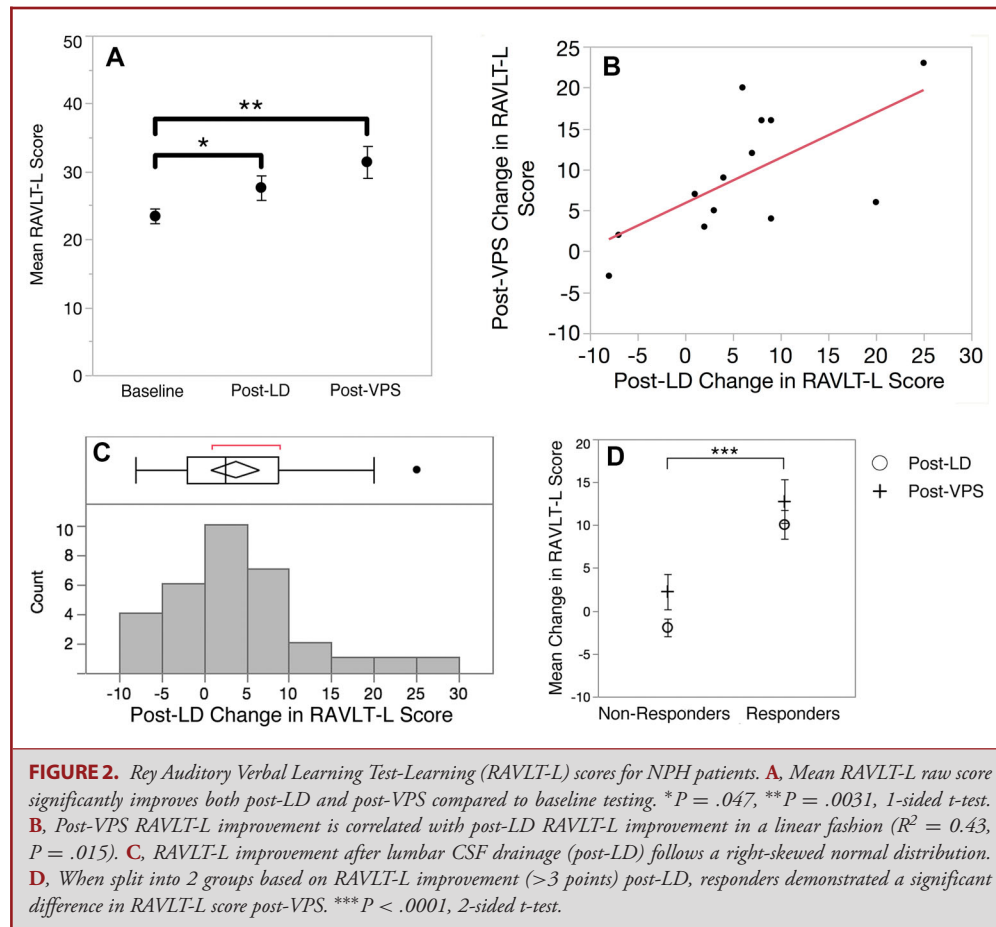 A
50
40
30
20
10
0
Mean RAVLT-L Score
**
*
Baseline Post-LD Post-VPS
B
25
20
15
10
5
0
-5
-10
Post-VPS Change in RAVLT-L
Score
-10 -5 0 5 10 15 20 25 30
Post-LD Change in RAVLT-L Score
C
10
8
6
4
2
Count
-10 -5 0 5 10 15 20 25 30
Post-LD Change in RAVLT-L Score
D
20
15
10
5
0
-5
-10
Mean Change in RAVLT-L Score
***
Non-Responders Responders
Post-LD
Post-VPS
FIGURE 2. Rey Auditory Verbal Learning Test-Learning (RAVLT-L) scores for NPH patients. A, Mean RAVLT-L raw score
significantly improves both post-LD and post-VPS compared to baseline testing. *P = .047, **P = .0031, 1-sided t-test.
B, Post-VPS RAVLT-L improvement is correlated with post-LD RAVLT-L improvement in a linear fashion (R² = 0.43,
P = .015). C, RAVLT-L improvement after lumbar CSF drainage (post-LD) follows a right-skewed normal distribution.
D, When split into 2 groups based on RAVLT-L improvement (>3 points) post-LD, responders demonstrated a significant
difference in RAVLT-L score post-VPS. ***P < .0001, 2-sided t-test.